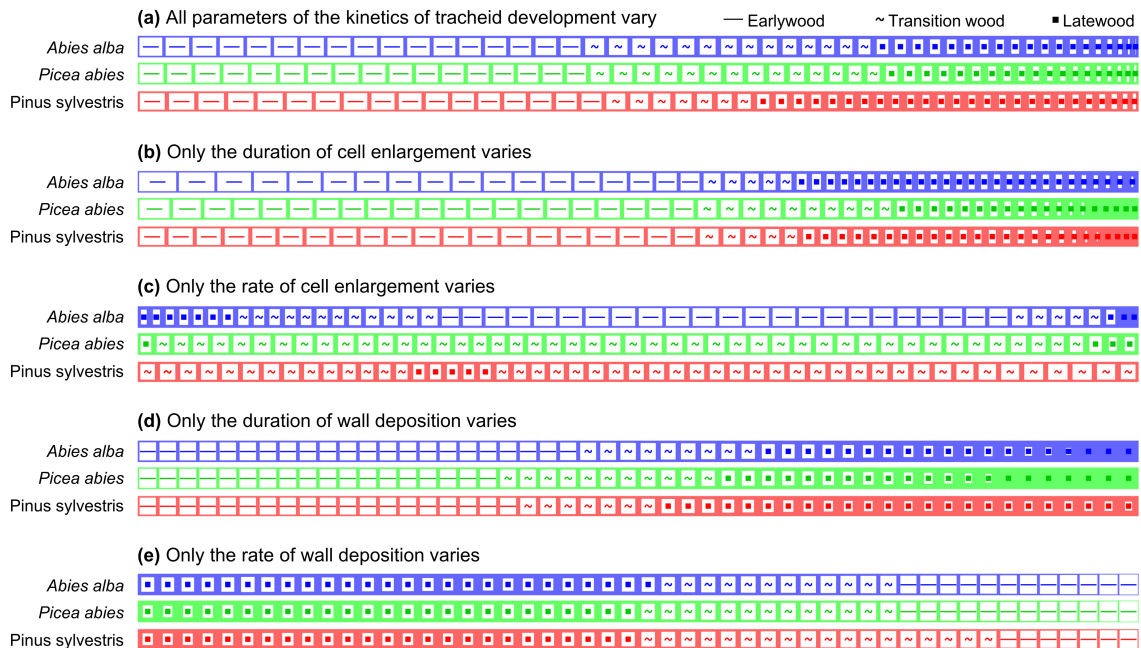 (a) All parameters of the kinetics of tracheid development vary — Earlywood ~ Transition wood ■ Latewood
Abies alba
Picea abies
Pinus sylvestris
(b) Only the duration of cell enlargement varies
Abies alba
Picea abies
Pinus sylvestris
(c) Only the rate of cell enlargement varies
Abies alba
Picea abies
Pinus sylvestris
(d) Only the duration of wall deposition varies
Abies alba
Picea abies
Pinus sylvestris
(e) Only the rate of wall deposition varies
Abies alba
Picea abies
Pinus sylvestris